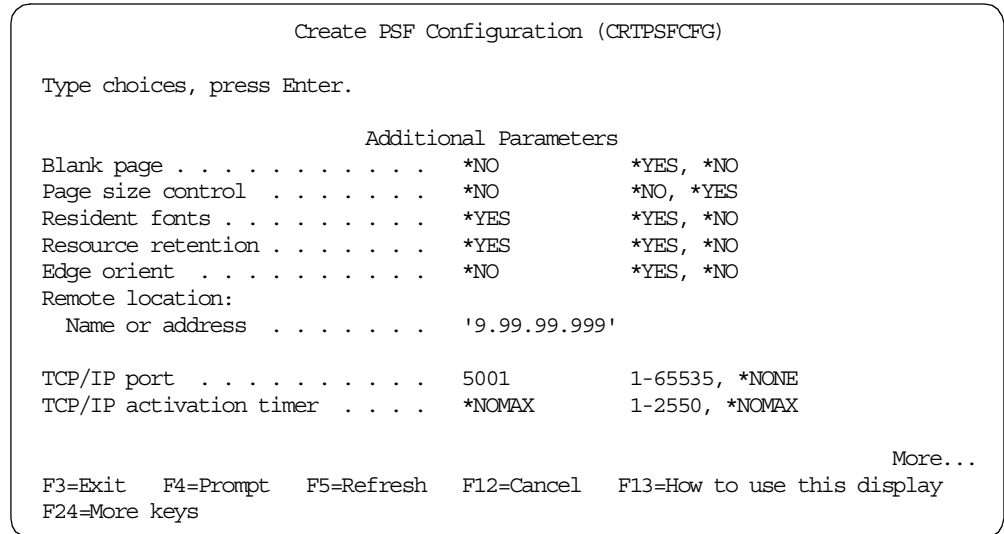 Create PSF Configuration (CRTPSFCFG)
Type choices, press Enter.
Additional Parameters
Blank page . . . . . . . . . . . *NO *YES, *NO
Page size control . . . . . . . *NO *NO, *YES
Resident fonts . . . . . . . . . *YES *YES, *NO
Resource retention . . . . . . . *YES *YES, *NO
Edge orient . . . . . . . . . . *NO *YES, *NO
Remote location:
Name or address . . . . . . . '9.99.99.999'
TCP/IP port . . . . . . . . . . 5001 1-65535, *NONE
TCP/IP activation timer . . . . *NOMAX 1-2550, *NOMAX
More...
F3=Exit F4=Prompt F5=Refresh F12=Cancel F13=How to use this display
F24=More keys